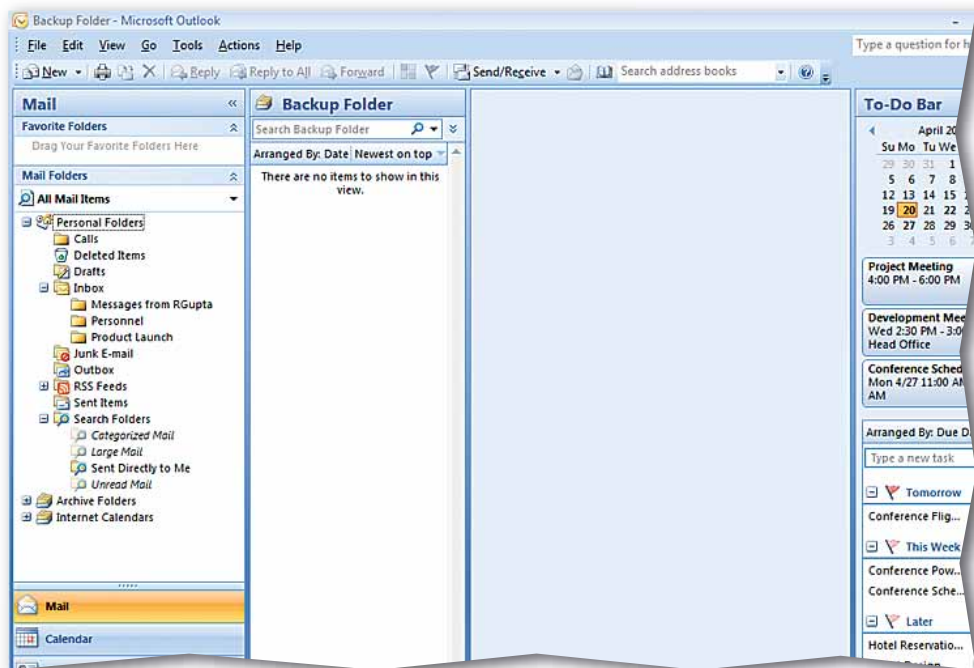 Backup Folder - Microsoft Outlook
File Edit View Go Tools Actions Help
Type a question for h
New Reply Reply to All Forward Send/Receive Search address books
Mail
Favorite Folders
Drag Your Favorite Folders Here
Mail Folders
All Mail Items
Personal Folders
Calls
Deleted Items
Drafts
Inbox
Messages from RGupta
Personnel
Product Launch
Junk E-mail
Outbox
RSS Feeds
Sent Items
Search Folders
Categorized Mail
Large Mail
Sent Directly to Me
Unread Mail
Archive Folders
Internet Calendars
Mail
Calendar
Backup Folder
Search Backup Folder
Arranged By: Date Newest on top
There are no items to show in this
view.
To-Do Bar
April 20
Su Mo Tu We
29 30 31 1
5 6 7 8
12 13 14 15
19 20 21 22 2
26 27 28 29 30
3 4 5 6 7
Project Meeting
4:00 PM - 6:00 PM
Development Mee
Wed 2:30 PM - 3:0
Head Office
Conference Sched
Mon 4/27 11:00 AM
AM
Arranged By: Due D
Type a new task
Tomorrow
Conference Flig...
This Week
Conference Pow...
Conference Sche...
Later
Hotel Reservatio...